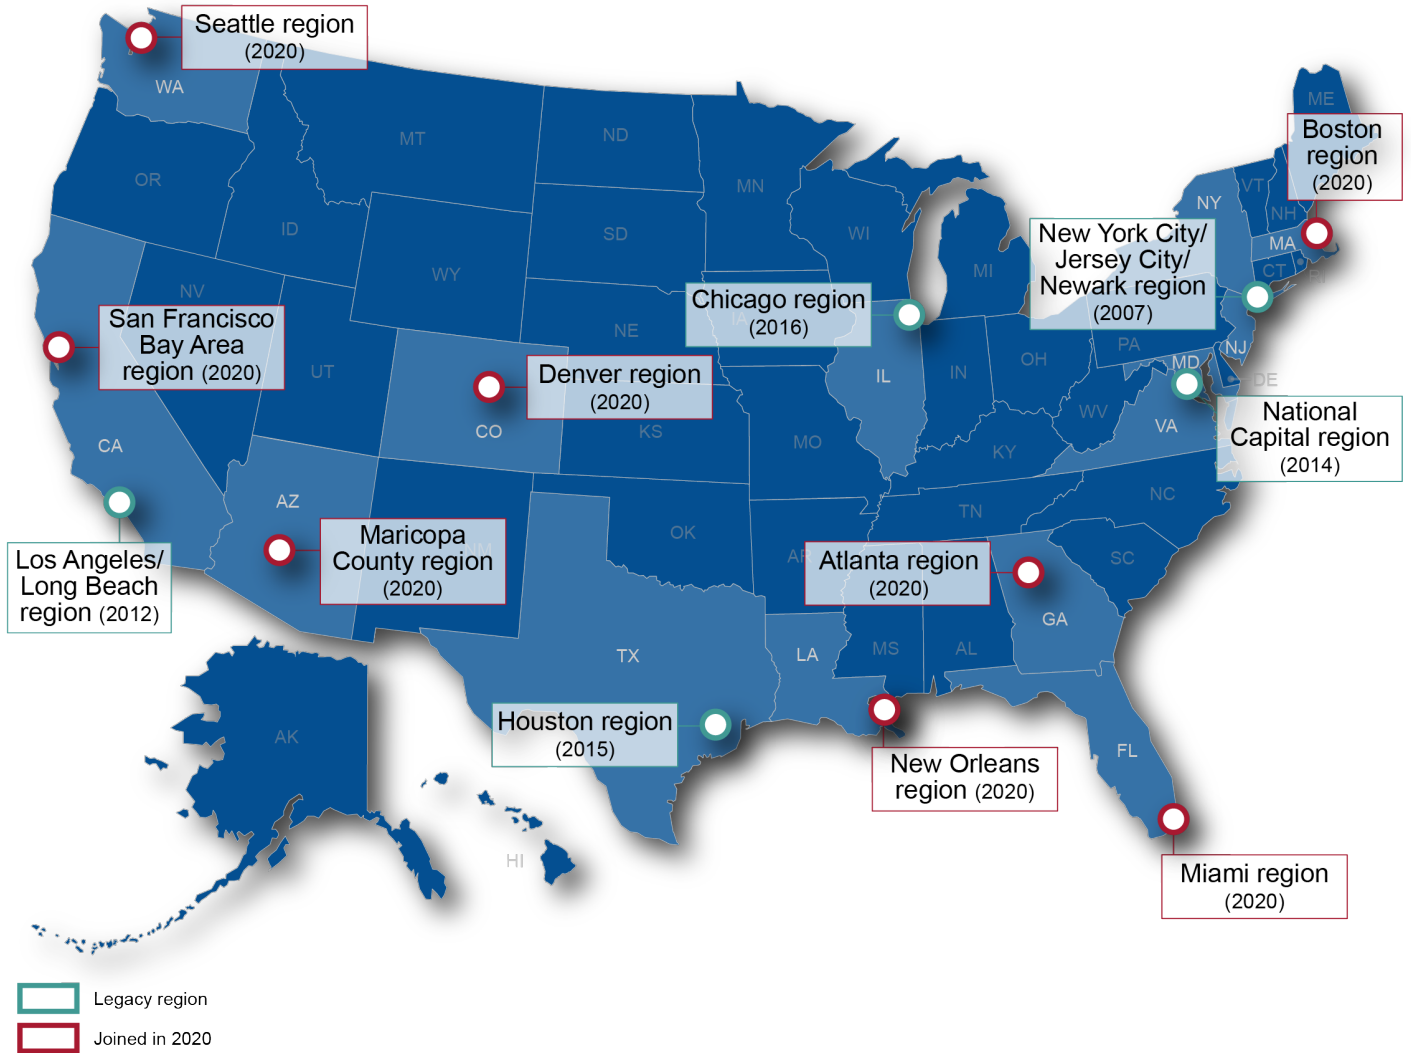 Seattle region
(2020)
WA
ME
Boston
region
(2020)
MT
ND
OR
MN
VT
NY
NH
ID
SD
WI
MA
New York City/
Jersey City/
Newark region
(2007)
MI
CT
RI
WY
NV
Chicago region
(2016)
IA
San Francisco
Bay Area
region (2020)
NE
PA
NJ
OH
MD
UT
IN
IL
DE
Denver region
(2020)
CO
KS
MO
WV
VA
National
Capital region
(2014)
CA
KY
AZ
NC
TN
OK
Maricopa
County region
(2020)
NM
AR
Atlanta region
(2020)
SC
Los Angeles/
Long Beach
region (2012)
GA
TX
LA
MS
AL
Houston region
(2015)
AK
FL
New Orleans
region (2020)
HI
Miami region
(2020)
Legacy region
Joined in 2020